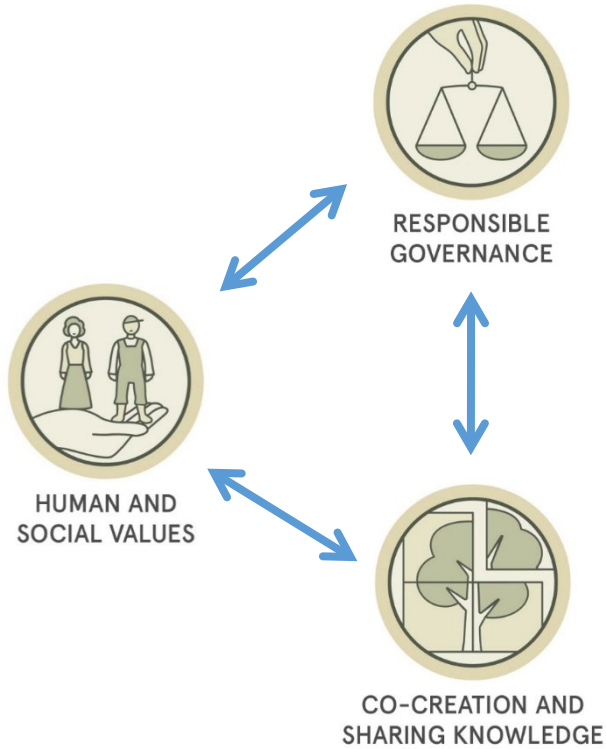 RESPONSIBLE
GOVERNANCE
HUMAN AND
SOCIAL VALUES
CO-CREATION AND
SHARING KNOWLEDGE